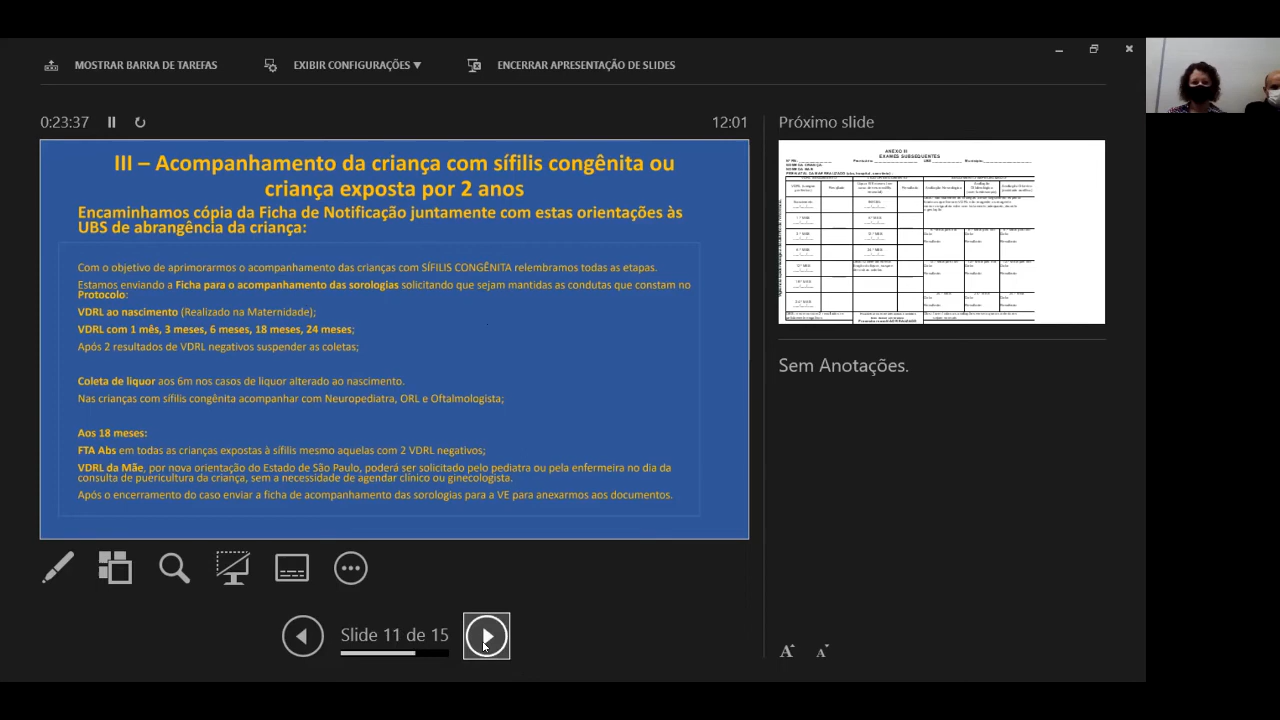 MOSTRAR BARRA DE TAREFAS
EXIBIR CONFIGURAÇÕES ▼
ENCERRAR APRESENTAÇÃO DE SLIDES
0:23:37
12:01
III – Acompanhamento da criança com sífilis congênita ou
criança exposta por 2 anos
Encaminhamos cópia da Ficha de Notificação juntamente com estas orientações às
UBS de abrangência da criança:
Com o objetivo de aprimorarmos o acompanhamento das crianças com SÍFILIS CONGÊNITA relembramos todas as etapas.
Estamos enviando a Ficha para o acompanhamento das sorologias solicitando que sejam mantidas as condutas que constam no
Protocolo:
VDRL ao nascimento (Realizado na Maternidade);
VDRL com 1 mês, 3 meses, 6 meses, 18 meses, 24 meses;
Após 2 resultados de VDRL negativos suspender as coletas;
Coleta de liquor aos 6m nos casos de liquor alterado ao nascimento.
Nas crianças com sífilis congênita acompanhar com Neuropediatra, ORL e Oftalmologista;
Aos 18 meses:
FTA Abs em todas as crianças expostas à sífilis mesmo aquelas com 2 VDRL negativos;
VDRL da Mãe, por nova orientação do Estado de São Paulo, poderá ser solicitado pelo pediatra ou pela enfermeira no dia da
consulta de puericultura da criança, sem a necessidade de agendar clínico ou ginecologista.
Após o encerramento do caso enviar a ficha de acompanhamento das sorologias para a VE para anexarmos aos documentos.
Slide 11 de 15
Próximo slide
ANEXO II
EXAMES SUBSEQUENTES
Sem Anotações.
A A